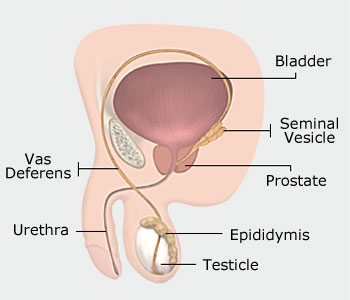 Bladder
Seminal
Vesicle
Vas
Deferens
Prostate
Urethra
Epididymis
Testicle